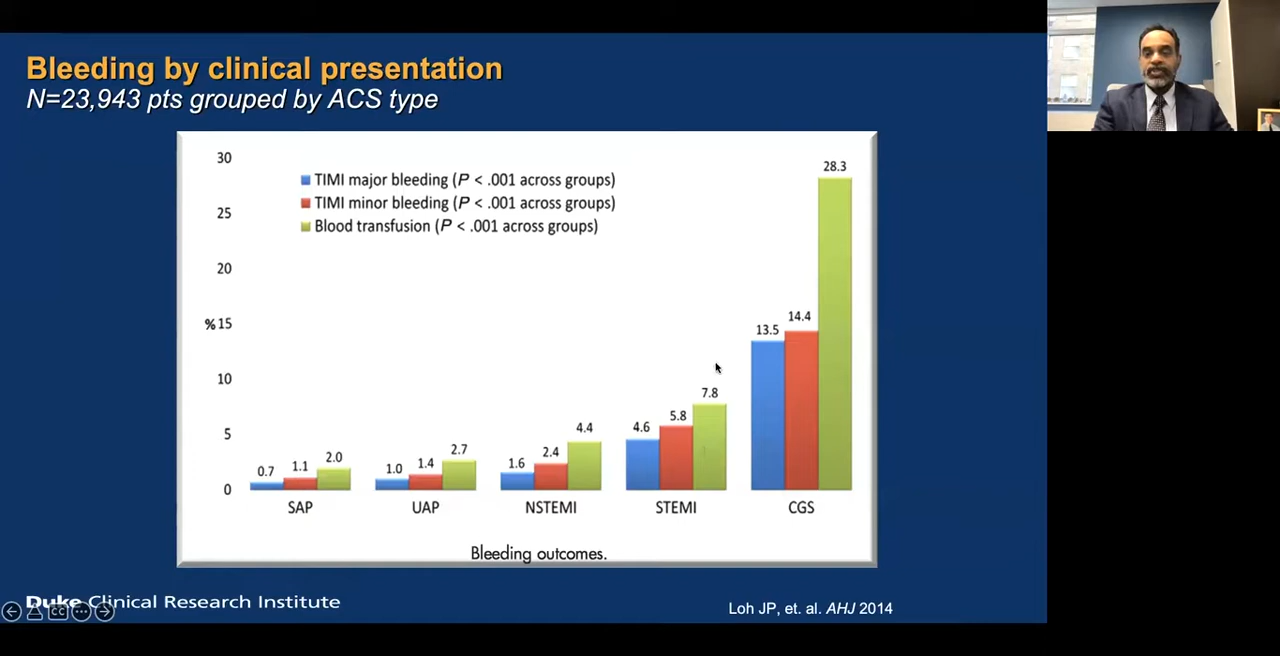 Bleeding by clinical presentation
N=23,943 pts grouped by ACS type
30
25
20
% 15
10
5
0
TIMI major bleeding (P < .001 across groups)
TIMI minor bleeding (P < .001 across groups)
Blood transfusion (P < .001 across groups)
0.7 1.1 2.0
1.0 1.4 2.7
1.6 2.4 4.4
4.6 5.8 7.8
13.5 14.4 28.3
SAP UAP NSTEMI STEMI CGS
Bleeding outcomes.
Duke Clinical Research Institute
CC
Loh JP, et. al. AHJ 2014